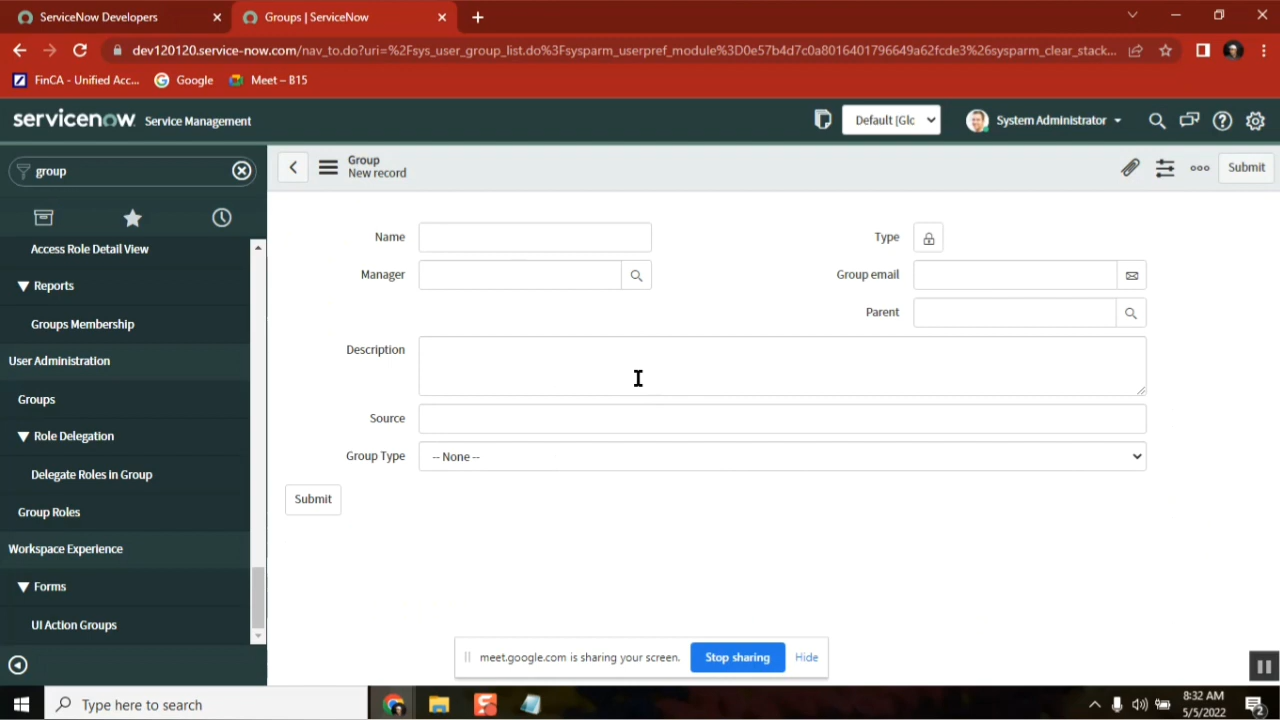 ServiceNow Developers
Groups | ServiceNow
dev120120.service-now.com/nav_to.do?uri=%2Fsys_user_group_list.do%3Fsysparm_userpref_module%3D0e57b4d7c0a8016401796649a62fcde3%26sysparm_clear_stack...
FinCA - Unified Acc...
Google
Meet – B15
servicenow Service Management
Default [Glc
System Administrator
group
Group
New record
Submit
Access Role Detail View
Reports
Groups Membership
User Administration
Groups
Role Delegation
Delegate Roles in Group
Group Roles
Workspace Experience
Forms
UI Action Groups
Name
Type
Manager
Group email
Parent
Description
Source
Group Type
-- None --
Submit
meet.google.com is sharing your screen.
Stop sharing
Hide
Type here to search
8:32 AM
5/5/2022
2